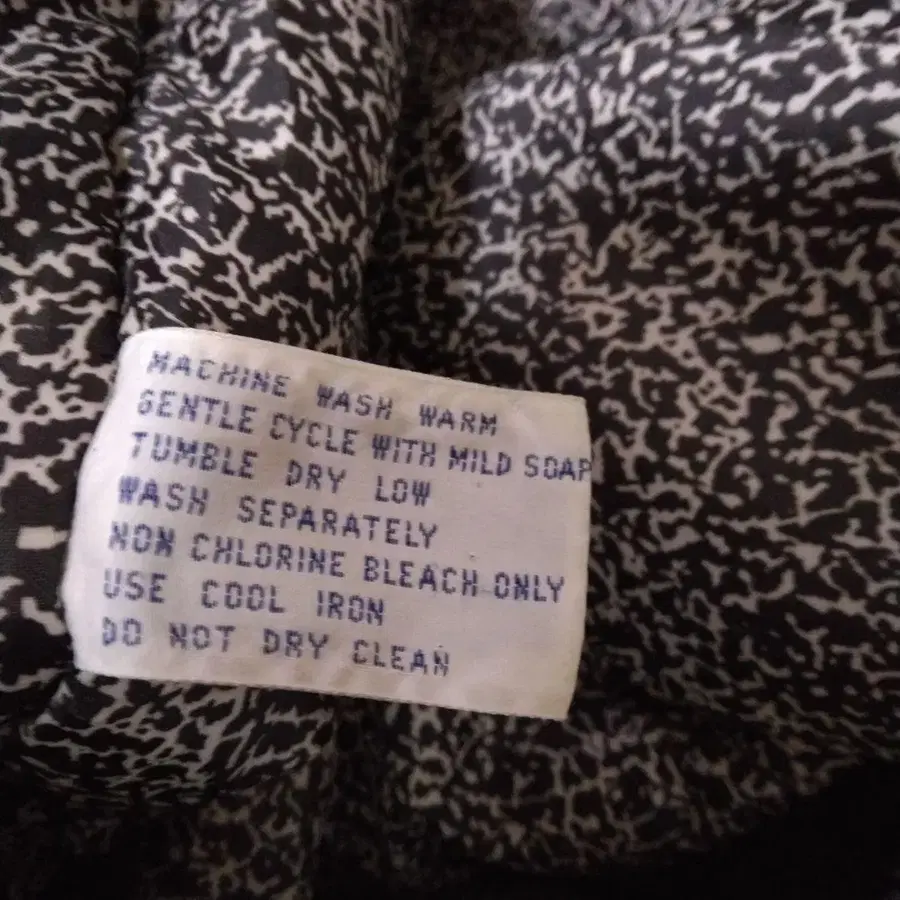 MACHINE WASH WARM
GENTLE CYCLE WITH MILD SOAP
TUMBLE DRY LOW
WASH SEPARATELY
NON CHLORINE BLEACH ONLY
USE COOL IRON
DO NOT DRY CLEAN